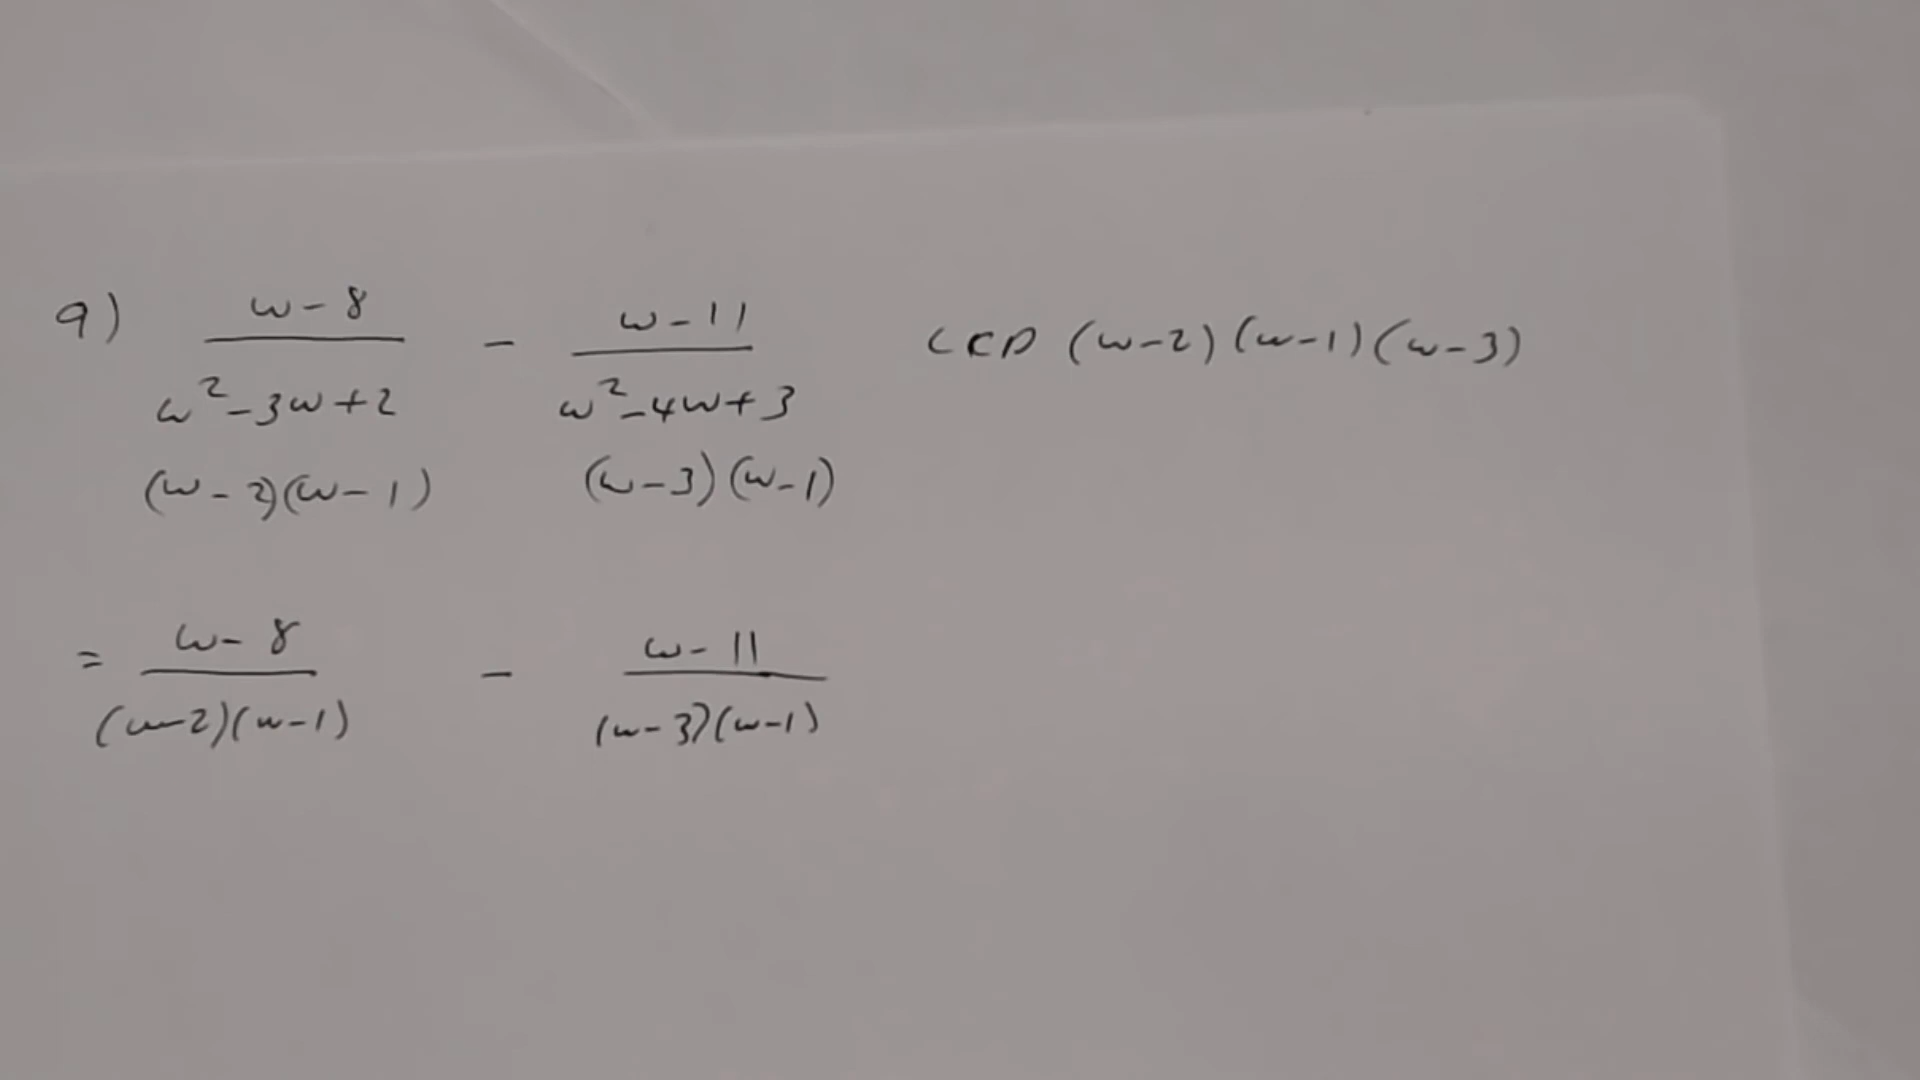 9) w-8 / w²-3w+2 - w-11 / w²-4w+3 LCD (w-2)(w-1)(w-3)
(w-2)(w-1) (w-3)(w-1)
= w-8 / (w-2)(w-1) - w-11 / (w-3)(w-1)